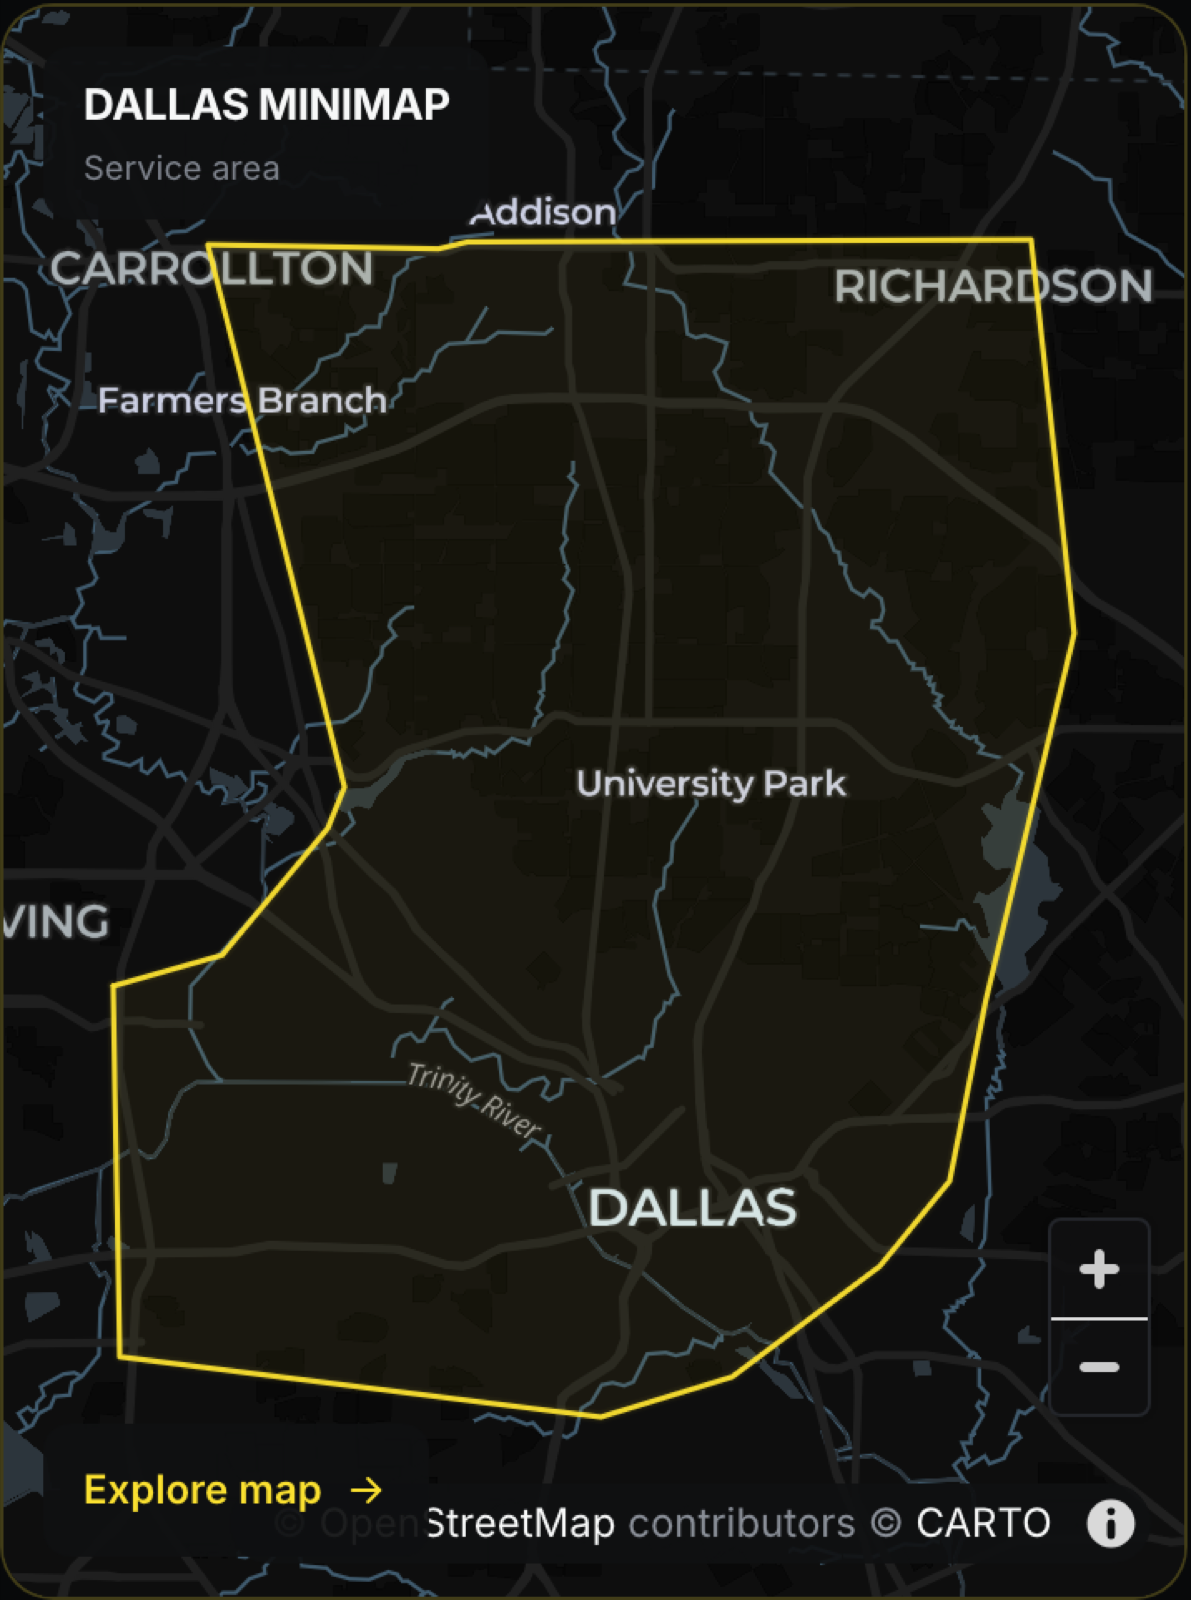 DALLAS MINIMAP
Service area
Addison
CARROLLTON
RICHARDSON
Farmers Branch
University Park
VING
Trinity River
DALLAS
+
−
Explore map →
© OpenStreetMap contributors © CARTO